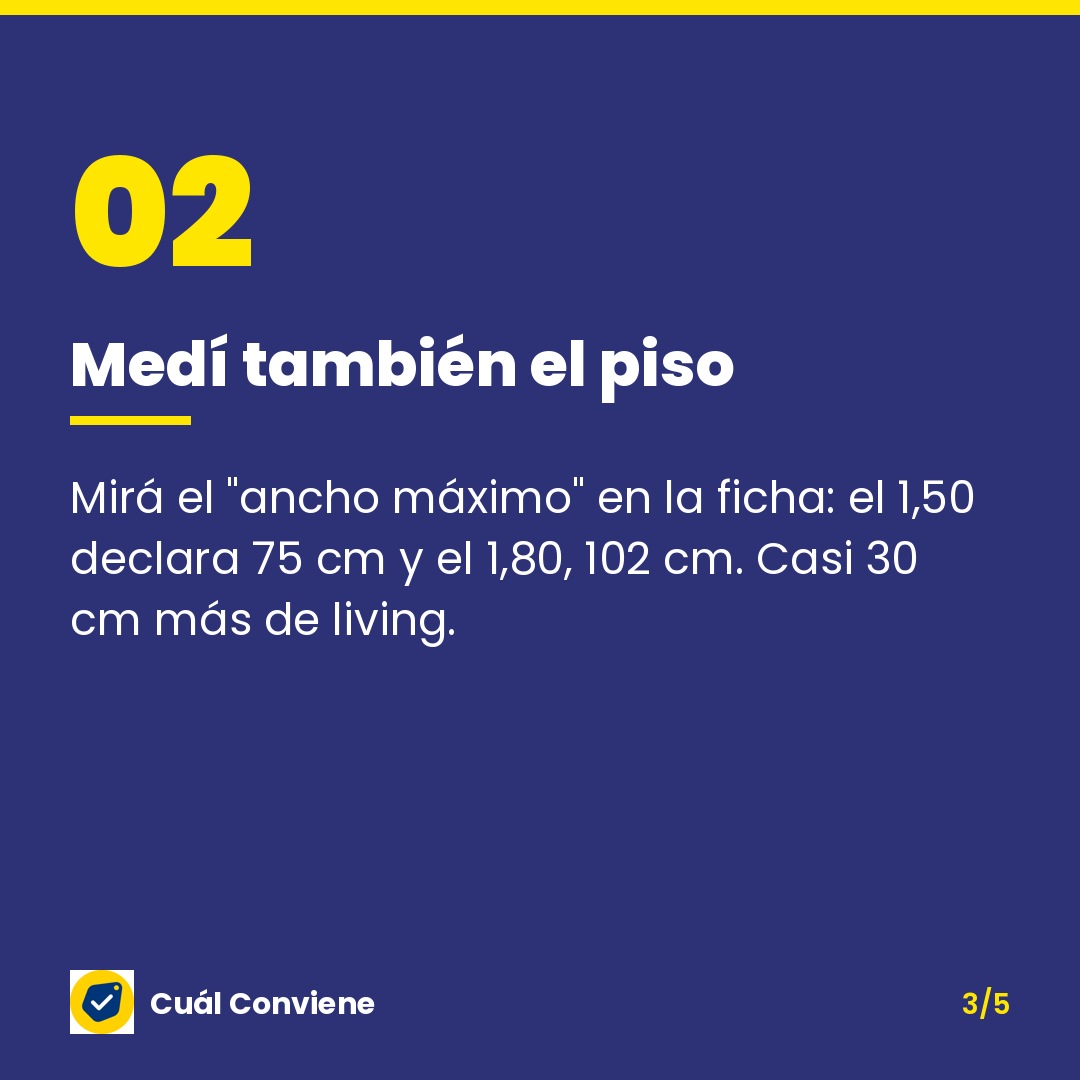 02
Medí también el piso
Mirá el "ancho máximo" en la ficha: el 1,50
declara 75 cm y el 1,80, 102 cm. Casi 30
cm más de living.
Cuál Conviene
3/5